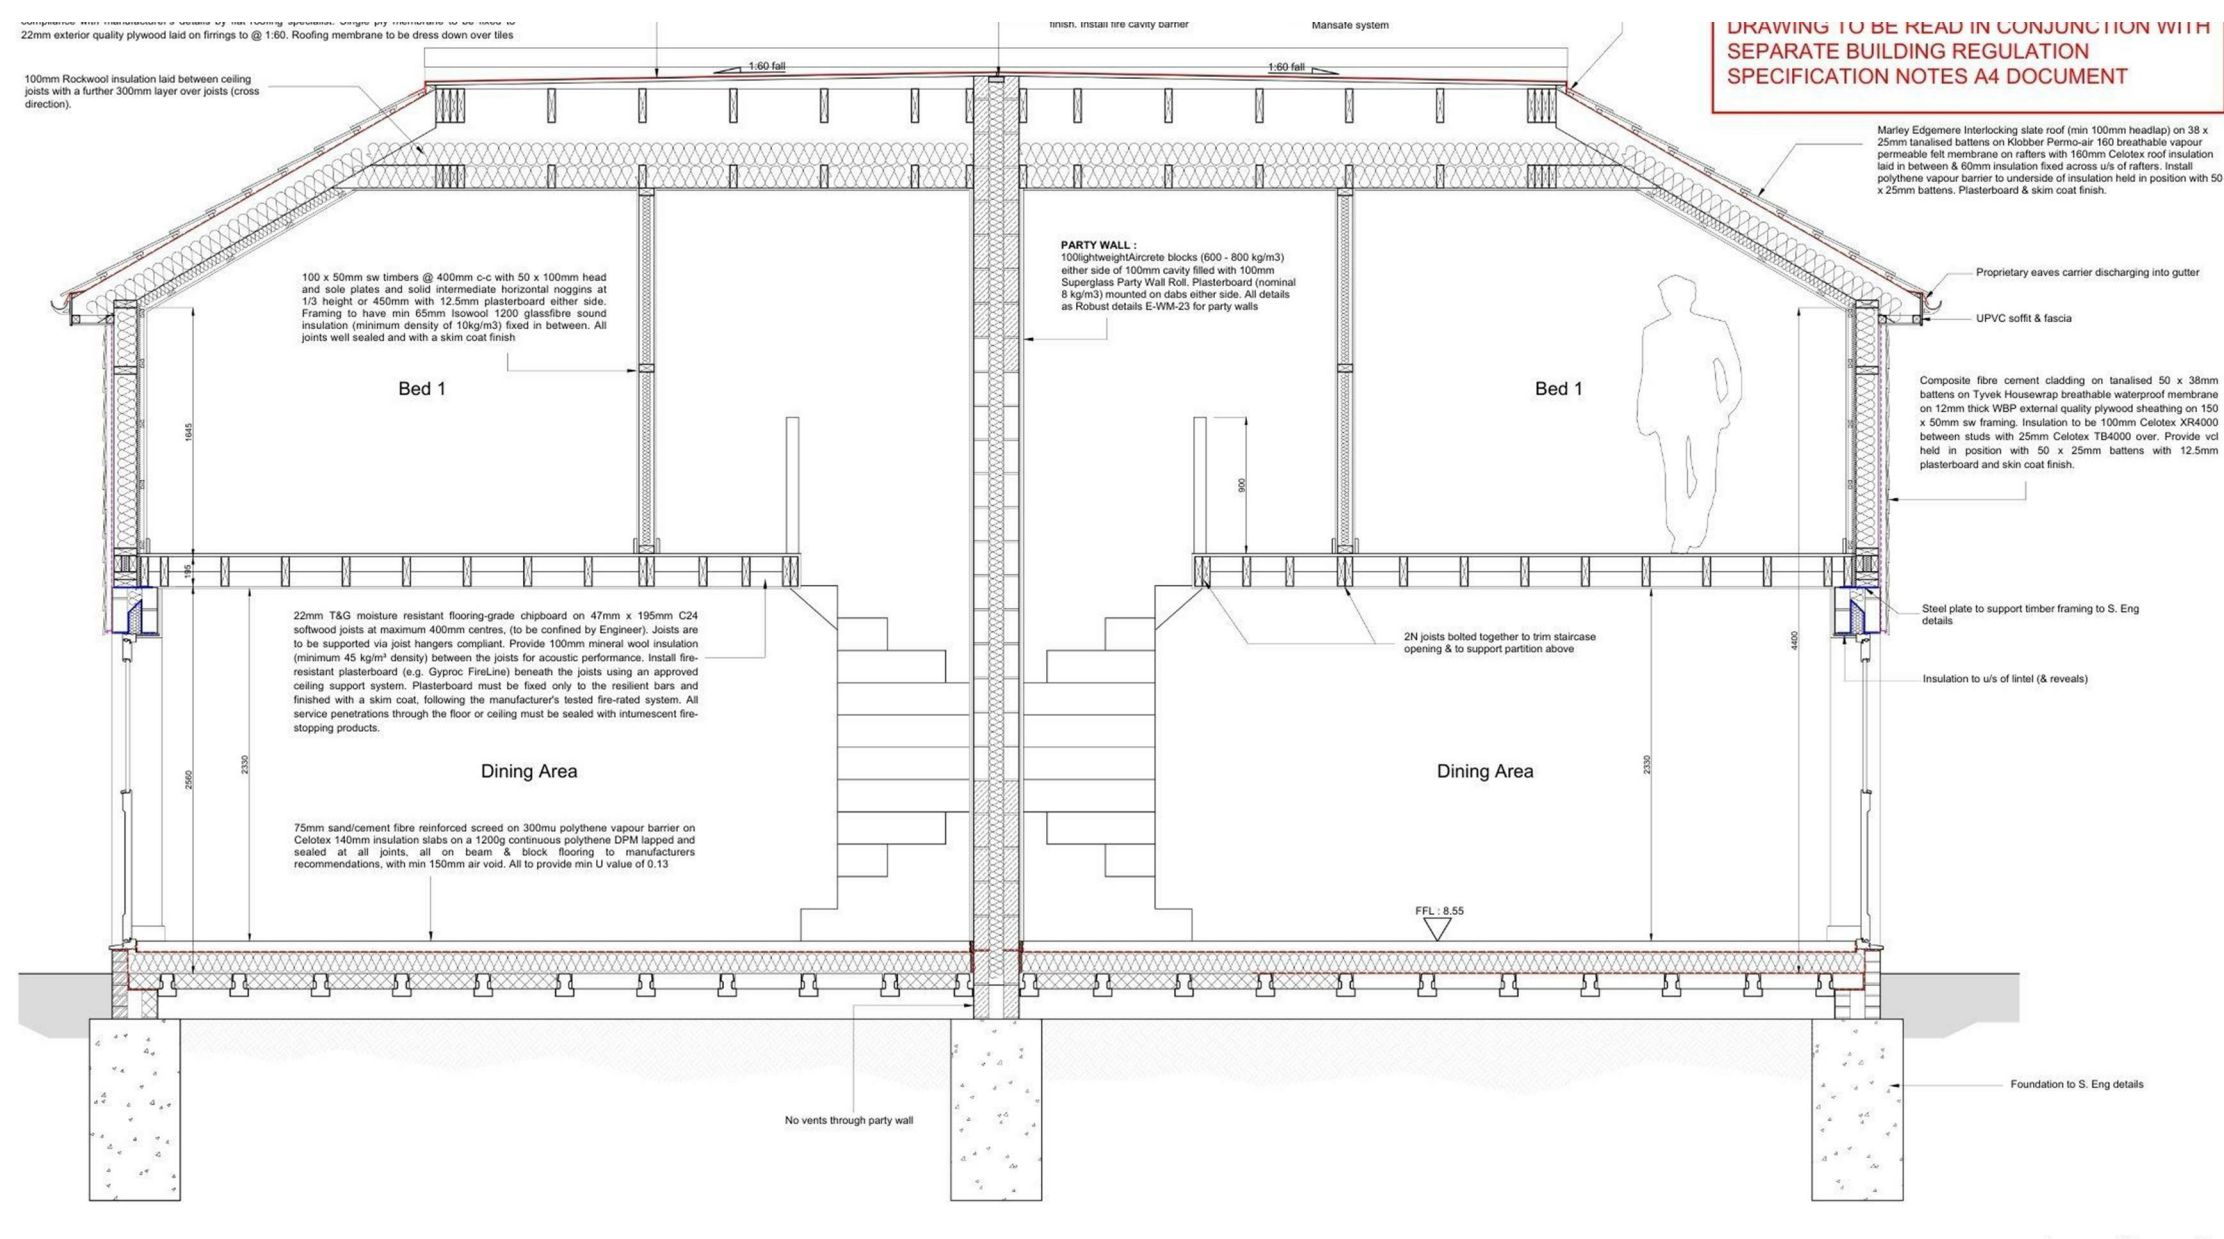 compliance with manufacturer's details by flat roofing specialist. Single ply membrane to be fixed to
22mm exterior quality plywood laid on firrings to @ 1:60. Roofing membrane to be dress down over tiles
finish. Install fire cavity barrier
Mansafe system
DRAWING TO BE READ IN CONJUNCTION WITH
SEPARATE BUILDING REGULATION
SPECIFICATION NOTES A4 DOCUMENT
1:60 fall
1:60 fall
100mm Rockwool insulation laid between ceiling
joists with a further 300mm layer over joists (cross
direction).
Marley Edgemere Interlocking slate roof (min 100mm headlap) on 38 x
25mm tanalised battens on Klobber Permo-air 160 breathable vapour
permeable felt membrane on rafters with 160mm Celotex roof insulation
laid in between & 60mm insulation fixed across u/s of rafters. Install
polythene vapour barrier to underside of insulation held in position with 50
x 25mm battens. Plasterboard & skim coat finish.
PARTY WALL :
100lightweightAircrete blocks (600 - 800 kg/m3)
either side of 100mm cavity filled with 100mm
Superglass Party Wall Roll. Plasterboard (nominal
8 kg/m3) mounted on dabs either side. All details
as Robust details E-WM-23 for party walls
100 x 50mm sw timbers @ 400mm c-c with 50 x 100mm head
and sole plates and solid intermediate horizontal noggins at
1/3 height or 450mm with 12.5mm plasterboard either side.
Framing to have min 65mm Isowool 1200 glassfibre sound
insulation (minimum density of 10kg/m3) fixed in between. All
joints well sealed and with a skim coat finish
Proprietary eaves carrier discharging into gutter
UPVC soffit & fascia
Bed 1
Bed 1
Composite fibre cement cladding on tanalised 50 x 38mm
battens on Tyvek Housewrap breathable waterproof membrane
on 12mm thick WBP external quality plywood sheathing on 150
x 50mm sw framing. Insulation to be 100mm Celotex XR4000
between studs with 25mm Celotex TB4000 over. Provide vcl
held in position with 50 x 25mm battens with 12.5mm
plasterboard and skin coat finish.
1645
900
195
22mm T&G moisture resistant flooring-grade chipboard on 47mm x 195mm C24
softwood joists at maximum 400mm centres, (to be confined by Engineer). Joists are
to be supported via joist hangers compliant. Provide 100mm mineral wool insulation
(minimum 45 kg/m³ density) between the joists for acoustic performance. Install fire-
resistant plasterboard (e.g. Gyproc FireLine) beneath the joists using an approved
ceiling support system. Plasterboard must be fixed only to the resilient bars and
finished with a skim coat, following the manufacturer's tested fire-rated system. All
service penetrations through the floor or ceiling must be sealed with intumescent fire-
stopping products.
2N joists bolted together to trim staircase
opening & to support partition above
4400
Steel plate to support timber framing to S. Eng
details
Insulation to u/s of lintel (& reveals)
2560
2330
Dining Area
Dining Area
2330
75mm sand/cement fibre reinforced screed on 300mu polythene vapour barrier on
Celotex 140mm insulation slabs on a 1200g continuous polythene DPM lapped and
sealed at all joints, all on beam & block flooring to manufacturers
recommendations, with min 150mm air void. All to provide min U value of 0.13
FFL : 8.55
No vents through party wall
Foundation to S. Eng details